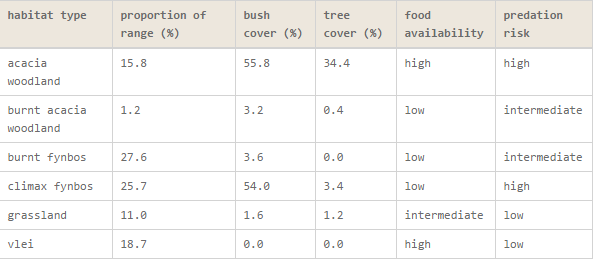 habitat type proportion of range (%) bush cover (%) tree cover (%) food availability predation risk
acacia woodland 15.8 55.8 34.4 high high
burnt acacia woodland 1.2 3.2 0.4 low intermediate
burnt fynbos 27.6 3.6 0.0 low intermediate
climax fynbos 25.7 54.0 3.4 low high
grassland 11.0 1.6 1.2 intermediate low
vlei 18.7 0.0 0.0 high low